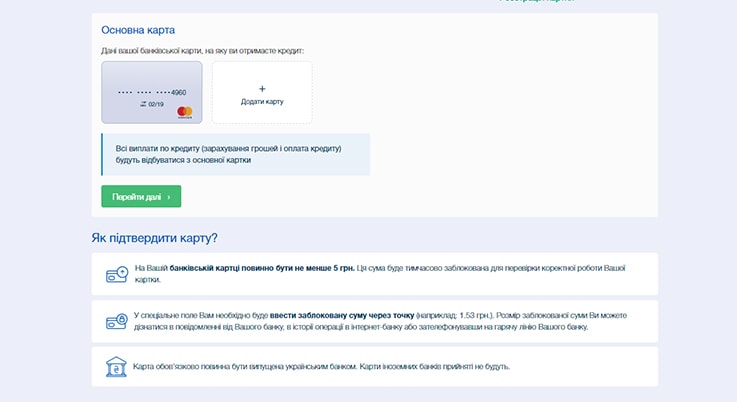 Основна карта
Дані вашої банківської карти, на яку ви отримаєте кредит:
•••• •••• ••••4960
02/19
+
Додати карту
Всі виплати по кредиту (зарахування грошей і оплата кредиту)
будуть відбуватися з основної картки
Перейти далі ›
Як підтвердити карту?
На Вашій банківській картці повинно бути не менше 5 грн. Ця сума буде тимчасово заблокована для перевірки коректної роботи Вашої
картки.
У спеціальне поле Вам необхідно буде ввести заблоковану суму через точку (наприклад: 1.53 грн.). Розмір заблокованої суми Ви можете
дізнатися в повідомленні від Вашого банку, в історії операції в інтернет-банку або зателефонувавши на гарячу лінію Вашого банку.
Карта обов'язково повинна бути випущена українським банком. Карти іноземних банків прийняті не будуть.